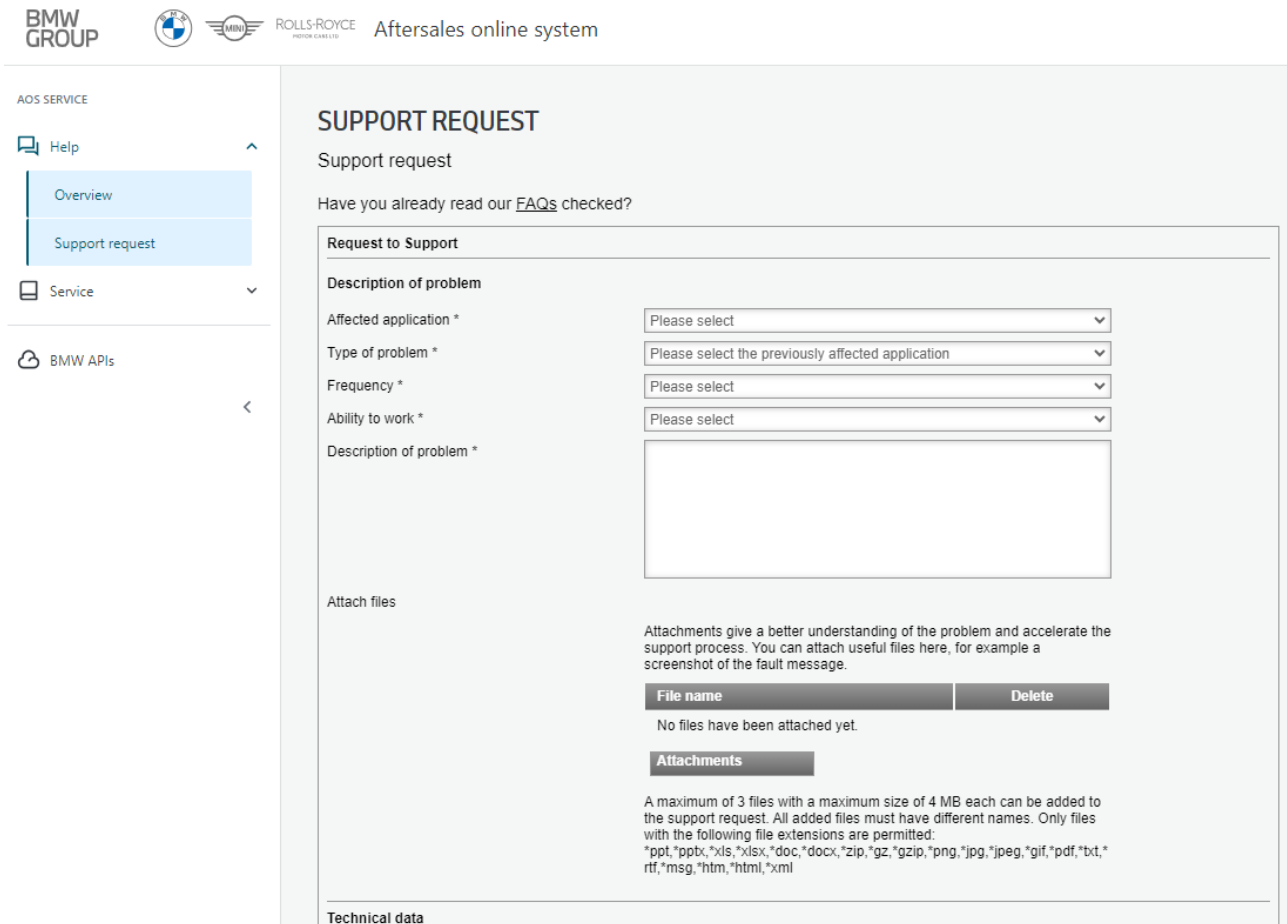 BMW
GROUP
MINI
ROLLS-ROYCE
MOTOR CARS LTD
Aftersales online system
AOS SERVICE
Help
Overview
Support request
Service
BMW APIs
SUPPORT REQUEST
Support request
Have you already read our FAQs checked?
Request to Support
Description of problem
Affected application *
Please select
Type of problem *
Please select the previously affected application
Frequency *
Please select
Ability to work *
Please select
Description of problem *
Attach files
Attachments give a better understanding of the problem and accelerate the
support process. You can attach useful files here, for example a
screenshot of the fault message.
File name
Delete
No files have been attached yet.
Attachments
A maximum of 3 files with a maximum size of 4 MB each can be added to
the support request. All added files must have different names. Only files
with the following file extensions are permitted:
*ppt,*pptx,*xls,*xlsx,*doc,*docx,*zip,*gz,*gzip,*png,*jpg,*jpeg,*gif,*pdf,*txt,*
rtf,*msg,*htm,*html,*xml
Technical data